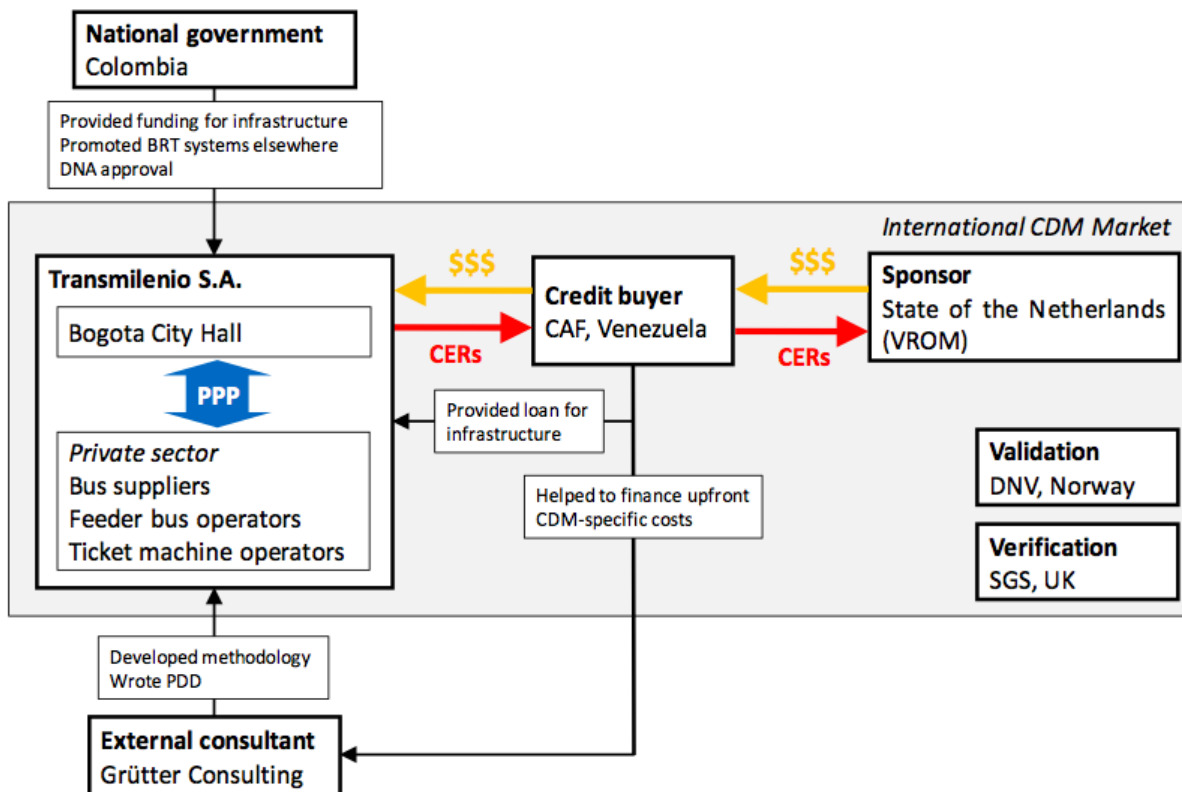 National government
Colombia
Provided funding for infrastructure
Promoted BRT systems elsewhere
DNA approval
International CDM Market
Transmilenio S.A.
Bogota City Hall
PPP
Private sector
Bus suppliers
Feeder bus operators
Ticket machine operators
$$$
CERs
Credit buyer
CAF, Venezuela
$$$
CERs
Sponsor
State of the Netherlands
(VROM)
Provided loan for
infrastructure
Helped to finance upfront
CDM-specific costs
Validation
DNV, Norway
Verification
SGS, UK
Developed methodology
Wrote PDD
External consultant
Grütter Consulting